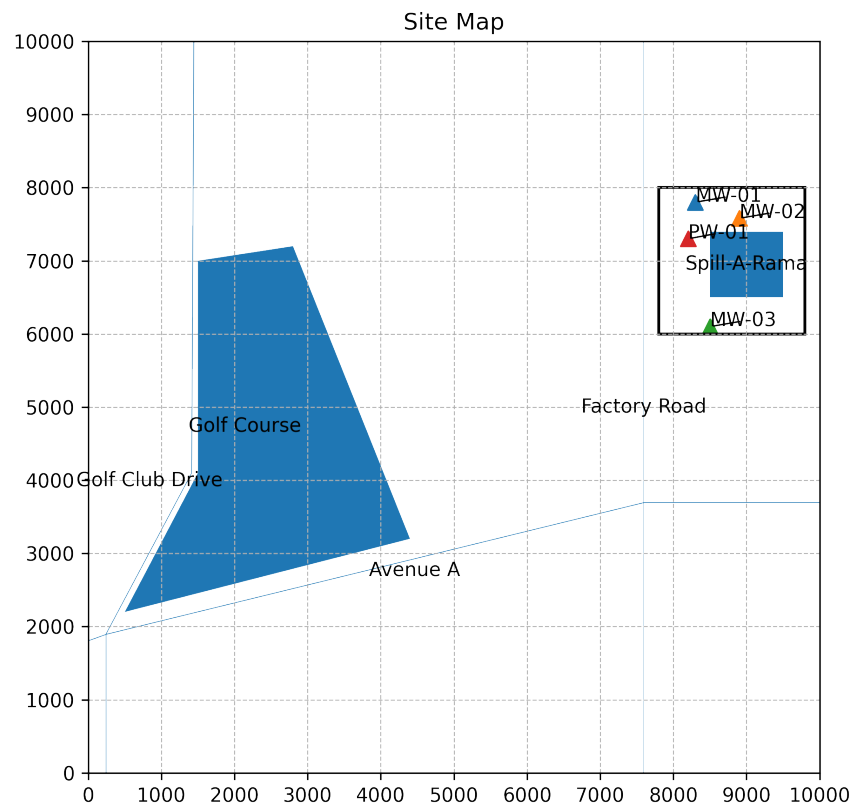 Site Map
10000
9000
8000
7000
6000
5000
4000
3000
2000
1000
0
MW-01
MW-02
PW-01
Spill-A-Rama
MW-03
Factory Road
Golf Course
Golf Club Drive
Avenue A
0 1000 2000 3000 4000 5000 6000 7000 8000 9000 10000